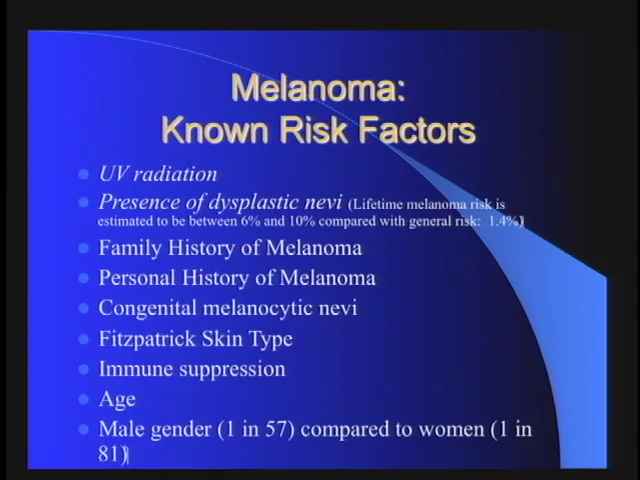 Melanoma:
Known Risk Factors
UV radiation
Presence of dysplastic nevi (Lifetime melanoma risk is
estimated to be between 6% and 10% compared with general risk: 1.4%)
Family History of Melanoma
Personal History of Melanoma
Congenital melanocytic nevi
Fitzpatrick Skin Type
Immune suppression
Age
Male gender (1 in 57) compared to women (1 in
81)